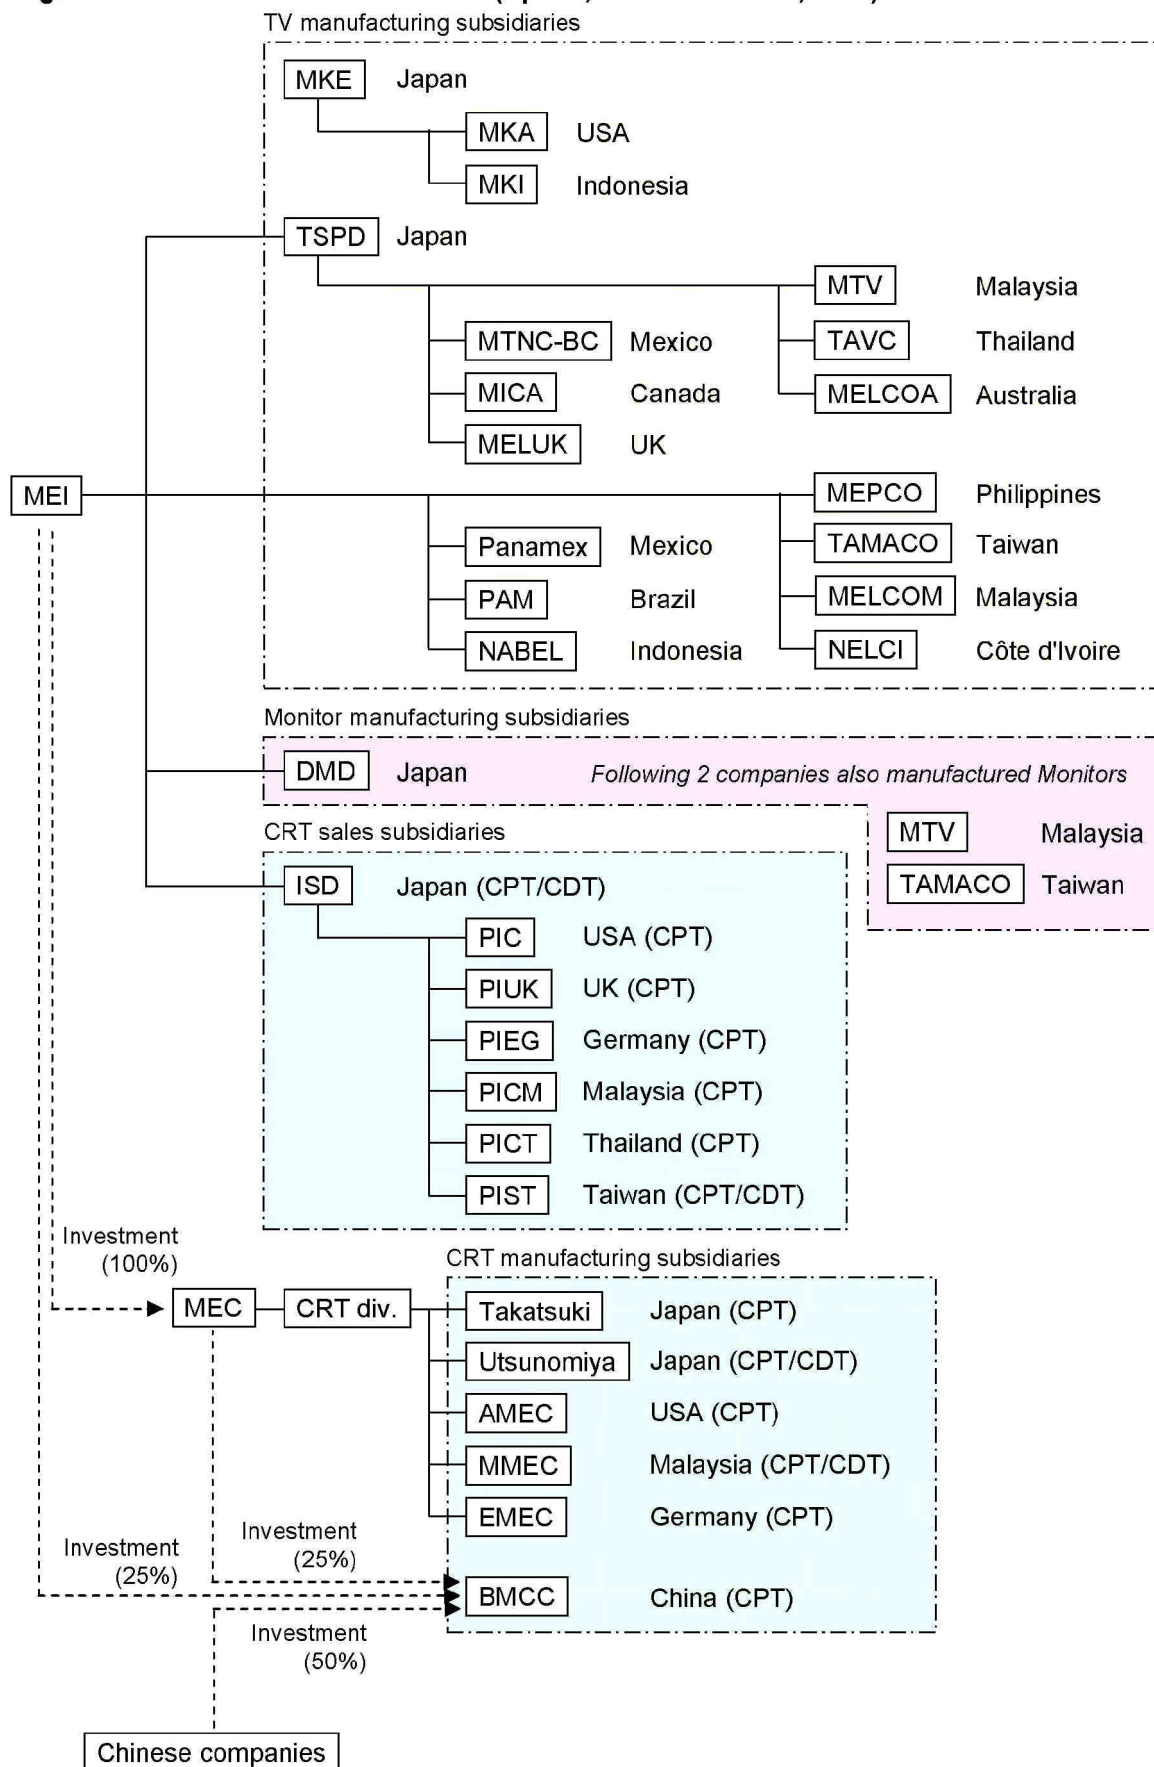 TV manufacturing subsidiaries
MKE Japan
MKA USA
MKI Indonesia
TSPD Japan
MTV Malaysia
MTNC-BC Mexico TAVC Thailand
MICA Canada MELCOA Australia
MELUK UK
MEI MEPCO Philippines
Panamex Mexico TAMACO Taiwan
PAM Brazil MELCOM Malaysia
NABEL Indonesia NELCI Côte d'Ivoire
Monitor manufacturing subsidiaries
DMD Japan Following 2 companies also manufactured Monitors
MTV Malaysia
TAMACO Taiwan
CRT sales subsidiaries
ISD Japan (CPT/CDT)
PIC USA (CPT)
PIUK UK (CPT)
PIEG Germany (CPT)
PICM Malaysia (CPT)
PICT Thailand (CPT)
PIST Taiwan (CPT/CDT)
Investment
(100%)
CRT manufacturing subsidiaries
MEC CRT div. Takatsuki Japan (CPT)
Utsunomiya Japan (CPT/CDT)
AMEC USA (CPT)
MMEC Malaysia (CPT/CDT)
EMEC Germany (CPT)
Investment
(25%)
Investment
(25%)
BMCC China (CPT)
Investment
(50%)
Chinese companies